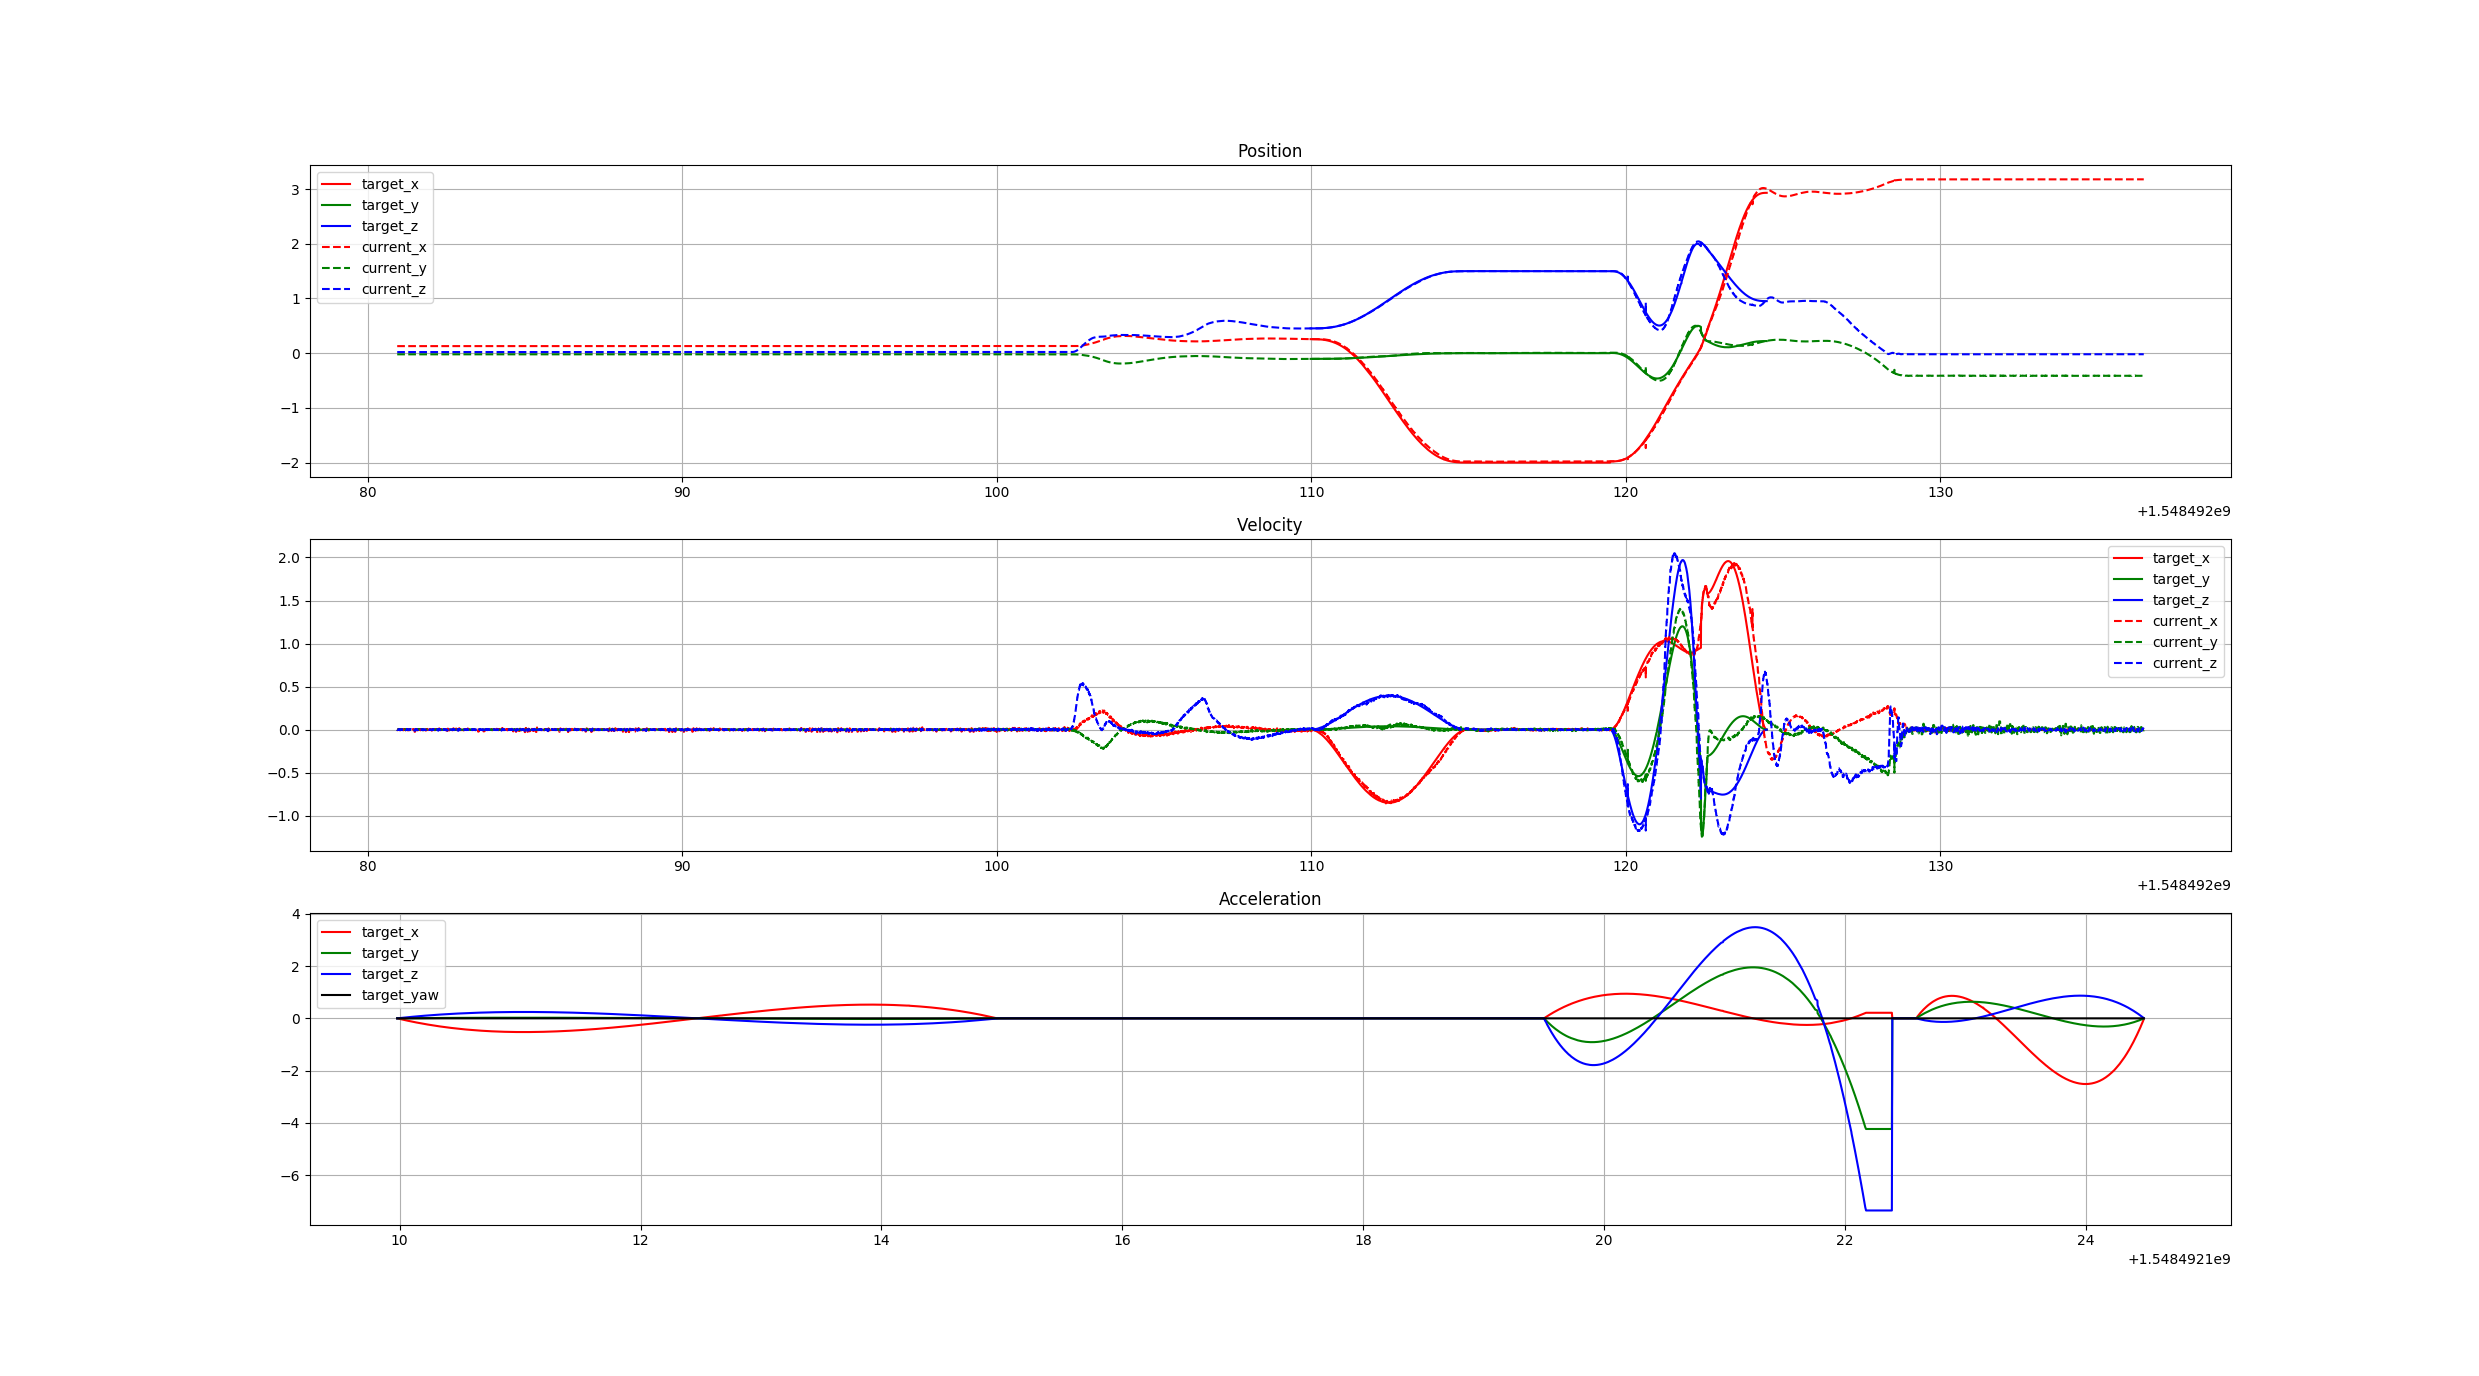 Position
target_x
target_y
target_z
current_x
current_y
current_z
3
2
1
0
−1
−2
80 90 100 110 120 130
+1.548492e9
Velocity
target_x
target_y
target_z
current_x
current_y
current_z
2.0
1.5
1.0
0.5
0.0
−0.5
−1.0
80 90 100 110 120 130
+1.548492e9
Acceleration
target_x
target_y
target_z
target_yaw
4
2
0
−2
−4
−6
10 12 14 16 18 20 22 24
+1.5484921e9